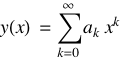 y(x) = ∑_{k=0}^{∞} a_k x^k